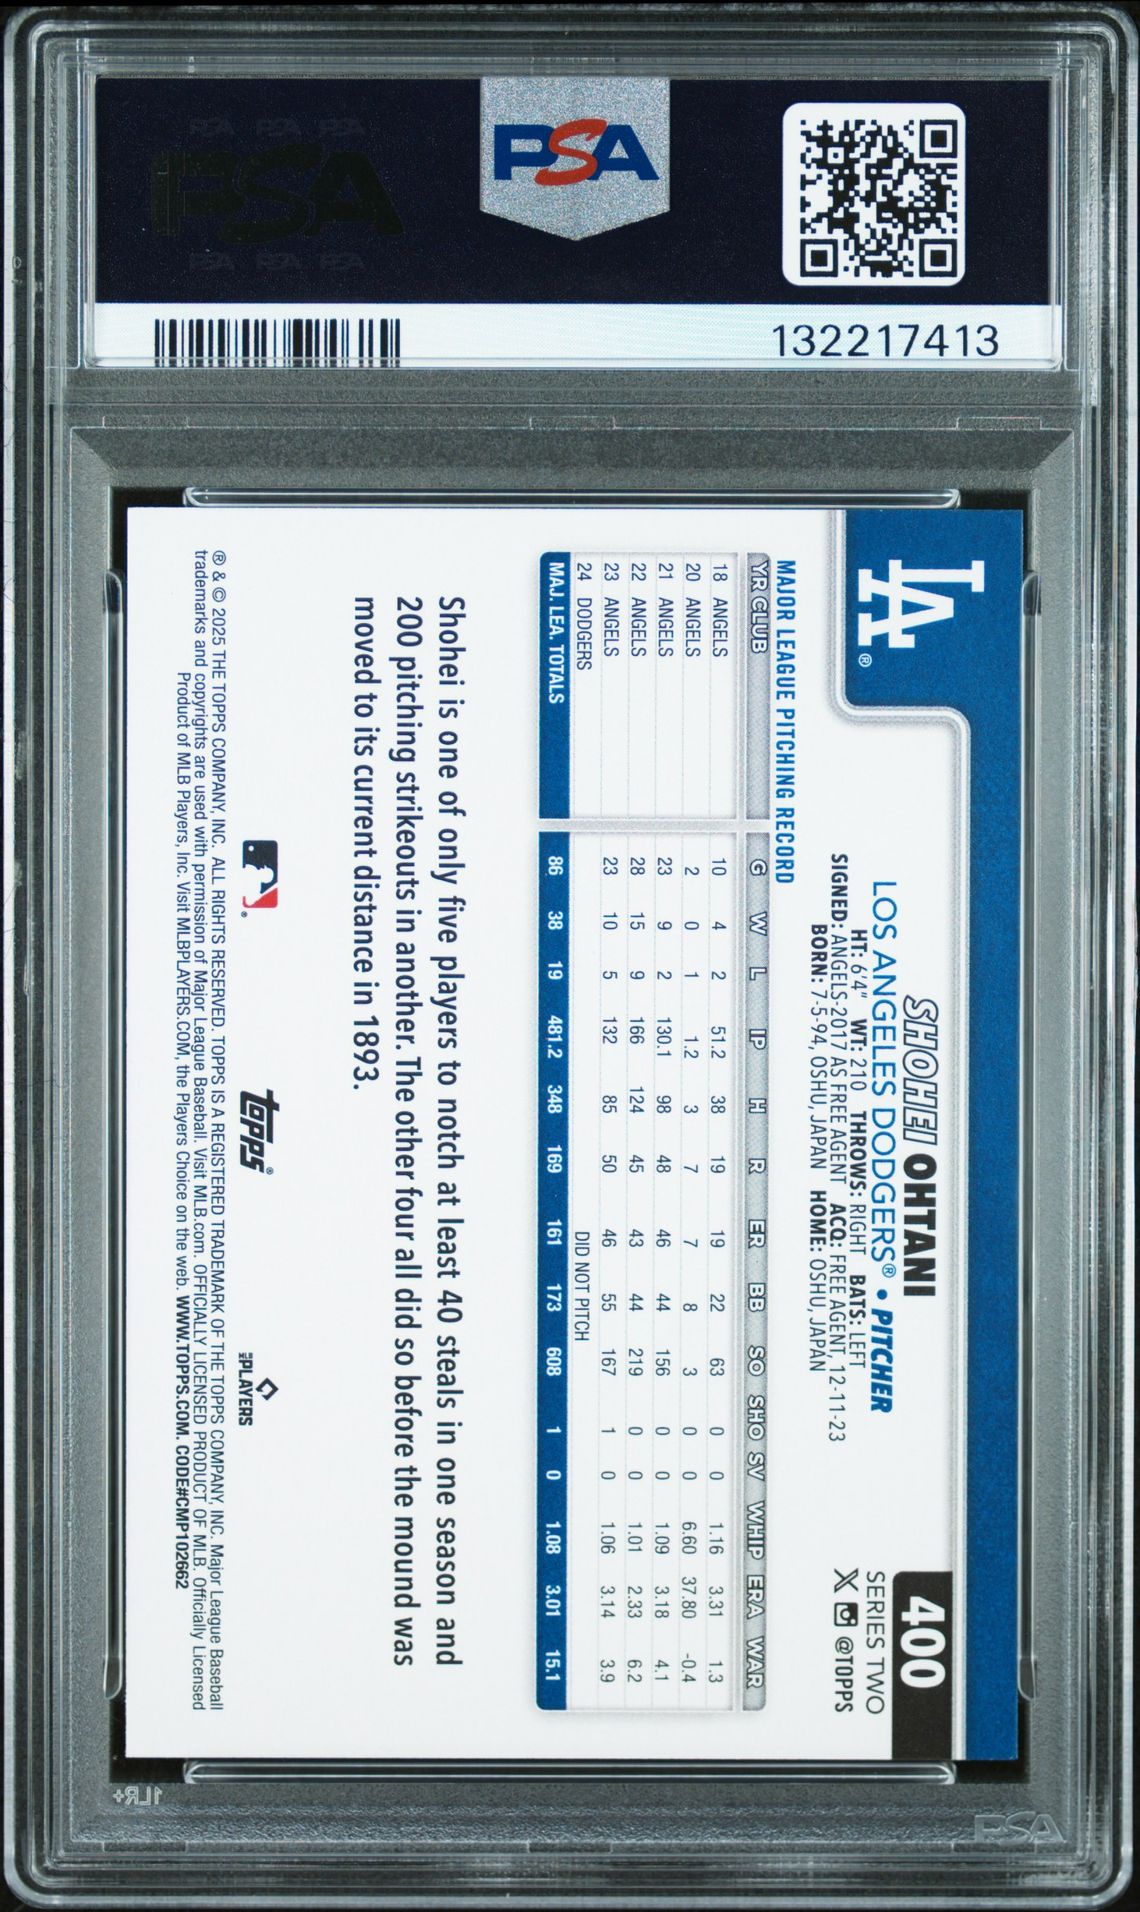 PSA
132217413
LA®
400
SERIES TWO
X @TOPPS
SHOHEI OHTANI
LOS ANGELES DODGERS® • PITCHER
HT: 6'4" WT: 210 THROWS: RIGHT BATS: LEFT
SIGNED: ANGELS-2017 AS FREE AGENT ACQ: FREE AGENT, 12-11-23
BORN: 7-5-94, OSHU, JAPAN HOME: OSHU, JAPAN
MAJOR LEAGUE PITCHING RECORD
YR CLUB G W L IP H R ER BB SO SHO SV WHIP ERA WAR
18 ANGELS 10 4 2 51.2 38 19 19 22 63 0 0 1.16 3.31 1.3
20 ANGELS 2 0 1 1.2 3 7 7 8 3 0 0 6.60 37.80 -0.4
21 ANGELS 23 9 2 130.1 98 48 46 44 156 0 0 1.09 3.18 4.1
22 ANGELS 28 15 9 166 124 45 43 44 219 0 0 1.01 2.33 6.2
23 ANGELS 23 10 5 132 85 50 46 55 167 1 0 1.06 3.14 3.9
24 DODGERS DID NOT PITCH
MAJ. LEA. TOTALS 86 38 19 481.2 348 169 161 173 608 1 0 1.08 3.01 15.1
Shohei is one of only five players to notch at least 40 steals in one season and
200 pitching strikeouts in another. The other four all did so before the mound was
moved to its current distance in 1893.
topps®
PLAYERS
® & © 2025 THE TOPPS COMPANY, INC. ALL RIGHTS RESERVED. TOPPS IS A REGISTERED TRADEMARK OF THE TOPPS COMPANY, INC. Major League Baseball
trademarks and copyrights are used with permission of Major League Baseball. Visit MLB.com. OFFICIALLY LICENSED PRODUCT OF MLB. Officially Licensed
Product of MLB Players, Inc. Visit MLBPLAYERS.COM, the Players Choice on the web. WWW.TOPPS.COM. CODE#CMP102662
PSA